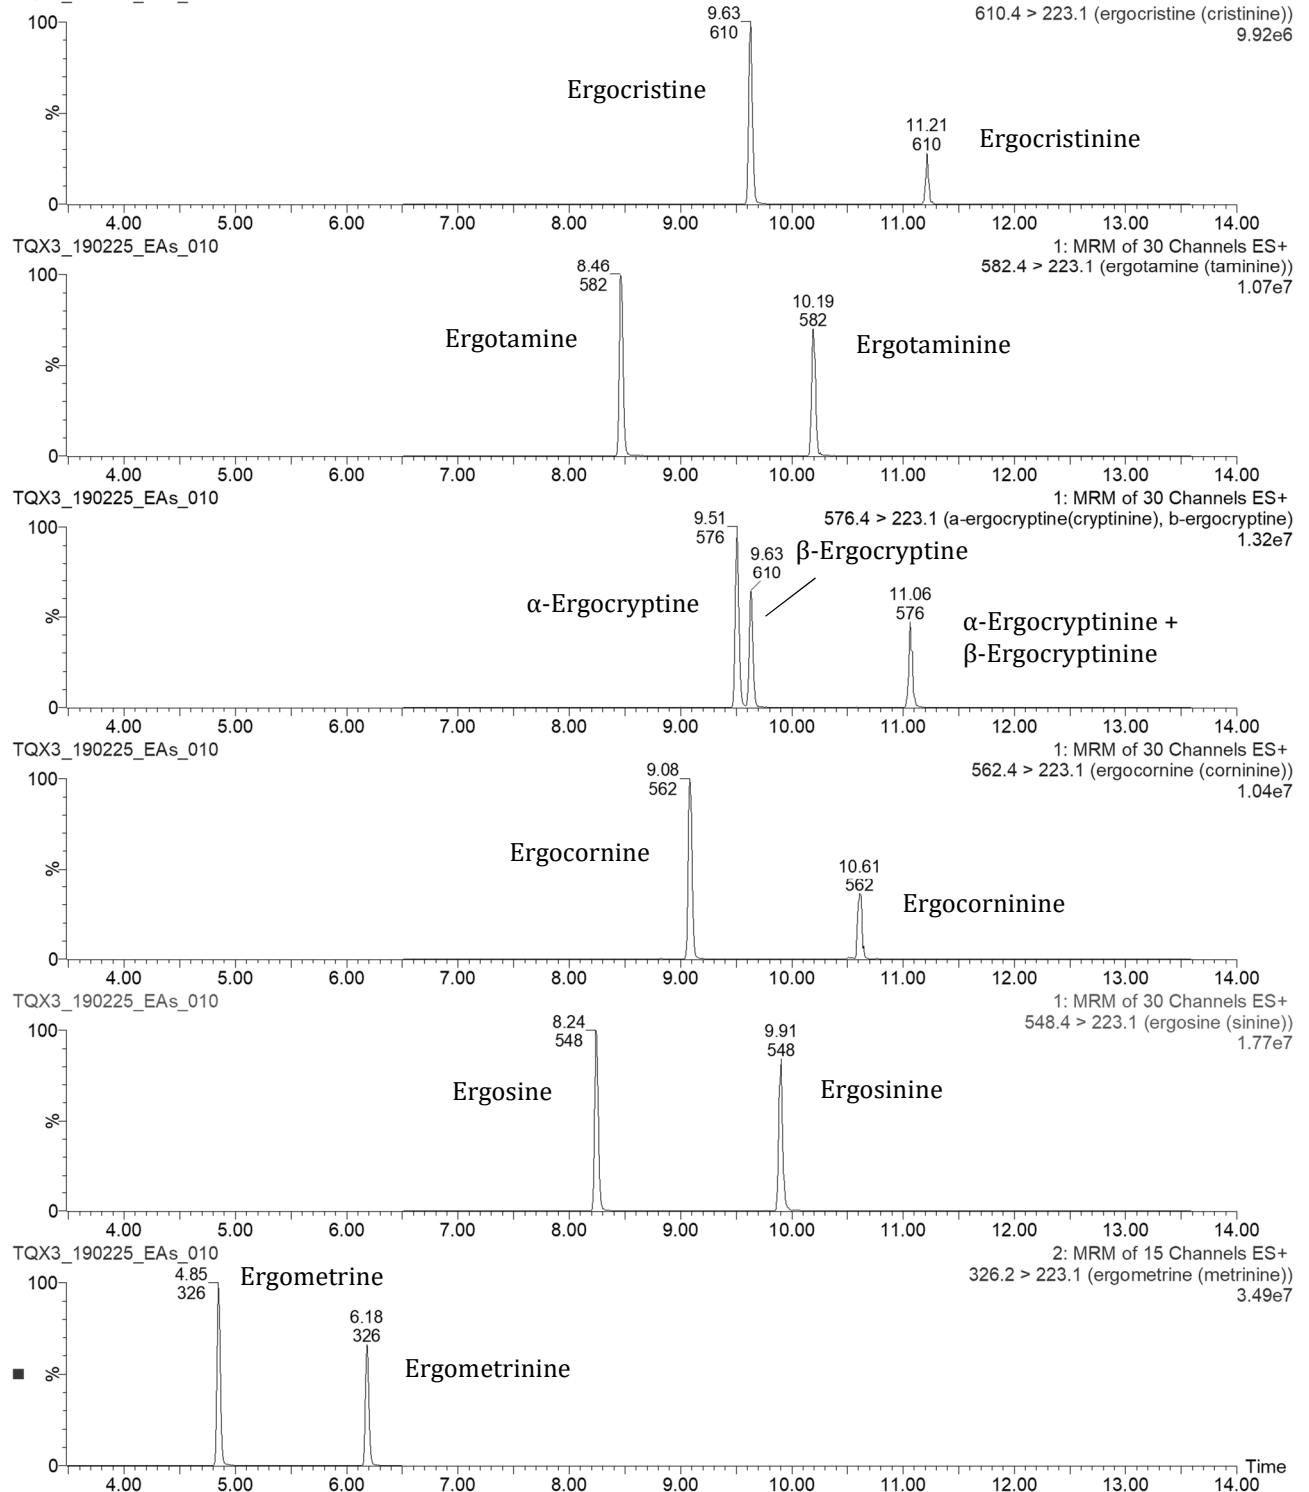 610.4 > 223.1 (ergocristine (cristinine))
9.92e6
100
%
0
9.63
610
Ergocristine
11.21
610
Ergocristinine
4.00 5.00 6.00 7.00 8.00 9.00 10.00 11.00 12.00 13.00 14.00
TQX3_190225_EAs_010
1: MRM of 30 Channels ES+
582.4 > 223.1 (ergotamine (taminine))
1.07e7
100
%
0
8.46
582
Ergotamine
10.19
582
Ergotaminine
4.00 5.00 6.00 7.00 8.00 9.00 10.00 11.00 12.00 13.00 14.00
TQX3_190225_EAs_010
1: MRM of 30 Channels ES+
576.4 > 223.1 (a-ergocryptine(cryptinine), b-ergocryptine)
1.32e7
100
%
0
9.51
576
α-Ergocryptine
9.63
610
β-Ergocryptine
11.06
576
α-Ergocryptinine +
β-Ergocryptinine
4.00 5.00 6.00 7.00 8.00 9.00 10.00 11.00 12.00 13.00 14.00
TQX3_190225_EAs_010
1: MRM of 30 Channels ES+
562.4 > 223.1 (ergocornine (corninine))
1.04e7
100
%
0
9.08
562
Ergocornine
10.61
562
Ergocorninine
4.00 5.00 6.00 7.00 8.00 9.00 10.00 11.00 12.00 13.00 14.00
TQX3_190225_EAs_010
1: MRM of 30 Channels ES+
548.4 > 223.1 (ergosine (sinine))
1.77e7
100
%
0
8.24
548
Ergosine
9.91
548
Ergosinine
4.00 5.00 6.00 7.00 8.00 9.00 10.00 11.00 12.00 13.00 14.00
TQX3_190225_EAs_010
2: MRM of 15 Channels ES+
326.2 > 223.1 (ergometrine (metrinine))
3.49e7
100
%
0
4.85
326
Ergometrine
6.18
326
Ergometrinine
Time
4.00 5.00 6.00 7.00 8.00 9.00 10.00 11.00 12.00 13.00 14.00